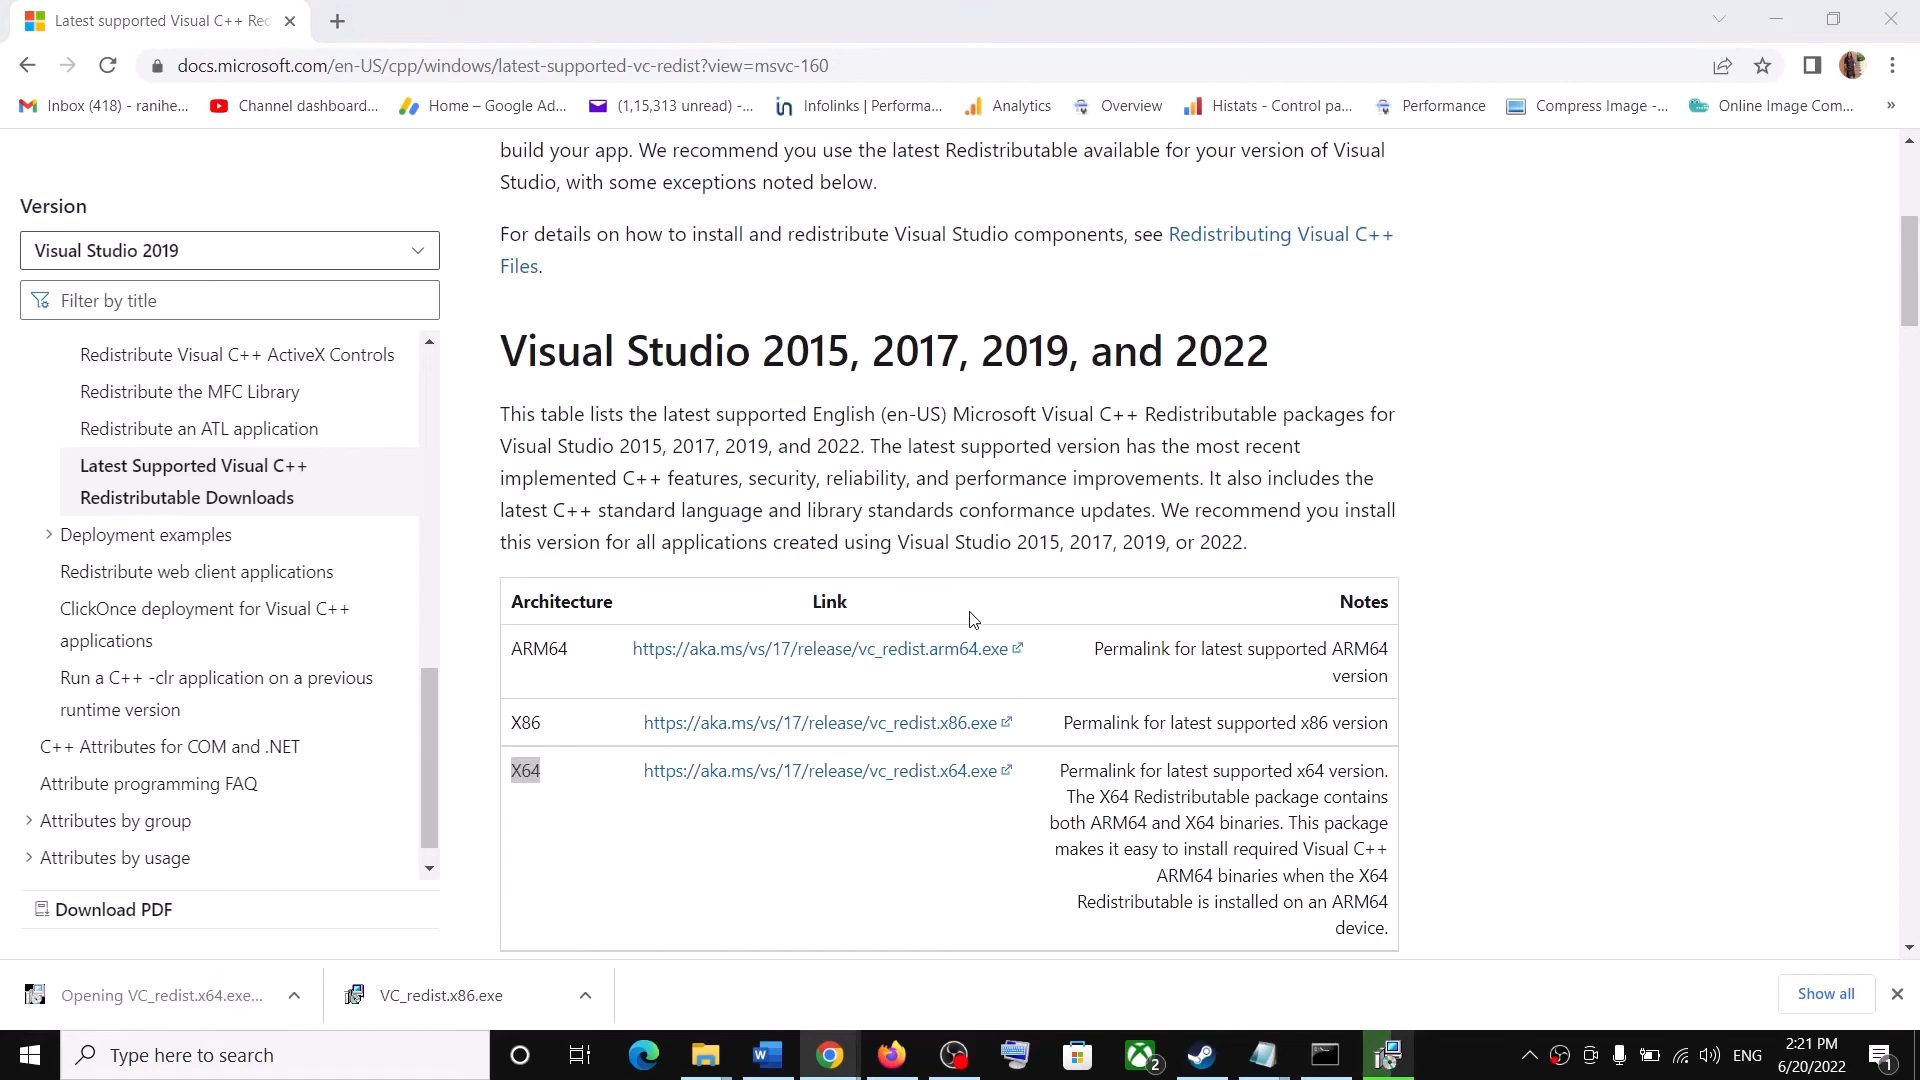 Latest supported Visual C++ Red
docs.microsoft.com/en-US/cpp/windows/latest-supported-vc-redist?view=msvc-160
Inbox (418) - ranihe...
Channel dashboard...
Home – Google Ad...
(1,15,313 unread) -...
Infolinks | Performa...
Analytics
Overview
Histats - Control pa...
Performance
Compress Image -...
Online Image Com...
»
build your app. We recommend you use the latest Redistributable available for your version of Visual
Studio, with some exceptions noted below.
For details on how to install and redistribute Visual Studio components, see Redistributing Visual C++
Files.
Version
Visual Studio 2019
Filter by title
Redistribute Visual C++ ActiveX Controls
Redistribute the MFC Library
Redistribute an ATL application
Latest Supported Visual C++
Redistributable Downloads
Deployment examples
Redistribute web client applications
ClickOnce deployment for Visual C++
applications
Run a C++ -clr application on a previous
runtime version
C++ Attributes for COM and .NET
Attribute programming FAQ
Attributes by group
Attributes by usage
Download PDF
Visual Studio 2015, 2017, 2019, and 2022
This table lists the latest supported English (en-US) Microsoft Visual C++ Redistributable packages for
Visual Studio 2015, 2017, 2019, and 2022. The latest supported version has the most recent
implemented C++ features, security, reliability, and performance improvements. It also includes the
latest C++ standard language and library standards conformance updates. We recommend you install
this version for all applications created using Visual Studio 2015, 2017, 2019, or 2022.
Architecture Link Notes
ARM64 https://aka.ms/vs/17/release/vc_redist.arm64.exe Permalink for latest supported ARM64
version
X86 https://aka.ms/vs/17/release/vc_redist.x86.exe Permalink for latest supported x86 version
X64 https://aka.ms/vs/17/release/vc_redist.x64.exe Permalink for latest supported x64 version.
The X64 Redistributable package contains
both ARM64 and X64 binaries. This package
makes it easy to install required Visual C++
ARM64 binaries when the X64
Redistributable is installed on an ARM64
device.
Opening VC_redist.x64.exe...
VC_redist.x86.exe
Show all
Type here to search
2
ENG
2:21 PM
6/20/2022
1